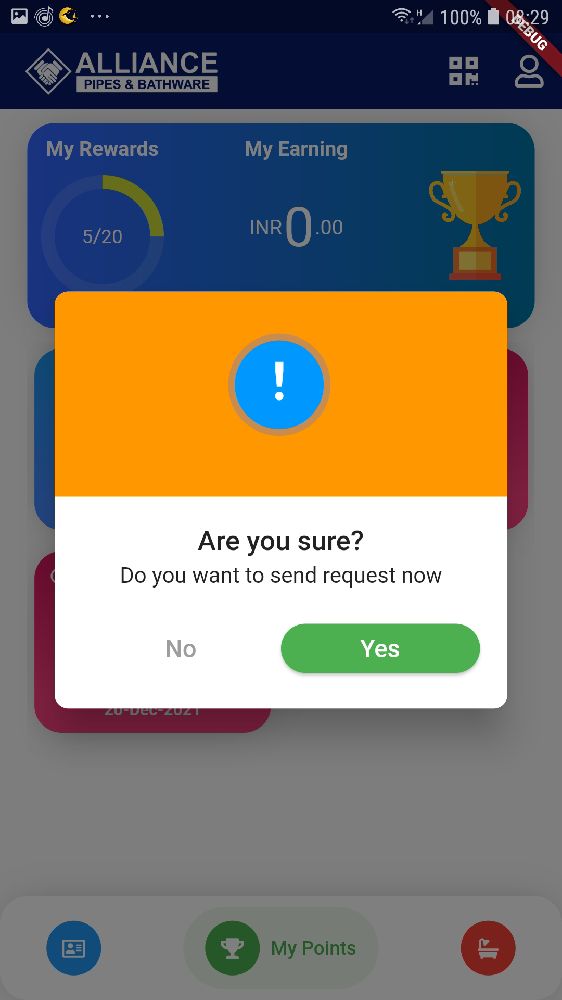 100% 08:29
DEBUG
ALLIANCE
PIPES & BATHWARE
My Rewards My Earning
5/20
INR 0.00
!
Are you sure?
Do you want to send request now
No Yes
20-Dec-2021
My Points